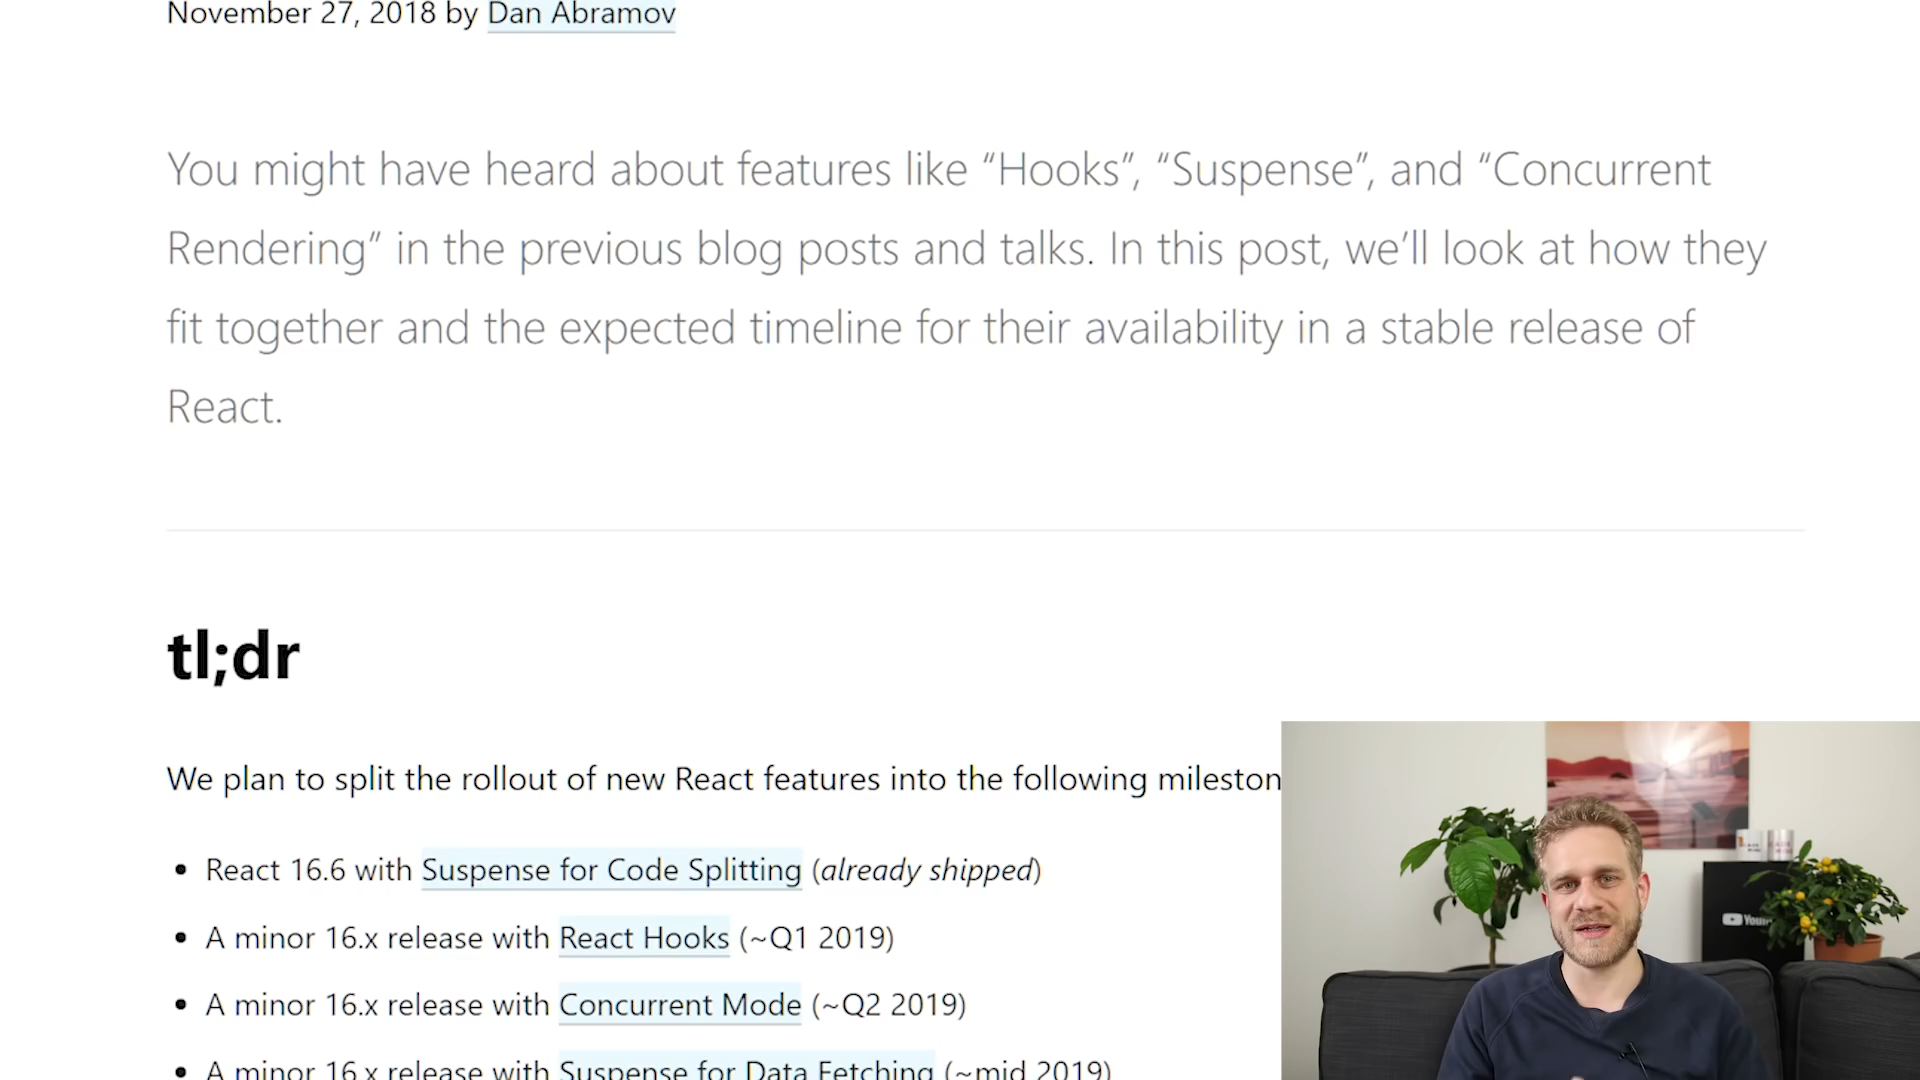 November 27, 2018 by Dan Abramov
You might have heard about features like “Hooks”, “Suspense”, and “Concurrent
Rendering” in the previous blog posts and talks. In this post, we’ll look at how they
fit together and the expected timeline for their availability in a stable release of
React.
tl;dr
We plan to split the rollout of new React features into the following mileston
• React 16.6 with Suspense for Code Splitting (already shipped)
• A minor 16.x release with React Hooks (~Q1 2019)
• A minor 16.x release with Concurrent Mode (~Q2 2019)
• A minor 16.x release with Suspense for Data Fetching (~mid 2019)